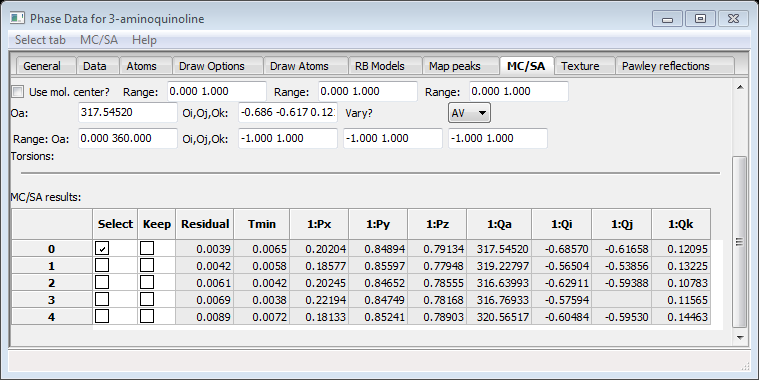 Phase Data for 3-aminoquinoline
Select tab MC/SA Help
General Data Atoms Draw Options Draw Atoms RB Models Map peaks MC/SA Texture Pawley reflections
Use mol. center? Range: 0.000 1.000 Range: 0.000 1.000 Range: 0.000 1.000
Oa: 317.54520 Oi,Oj,Ok: -0.686 -0.617 0.121 Vary? AV
Range: Oa: 0.000 360.000 Oi,Oj,Ok: -1.000 1.000 -1.000 1.000 -1.000 1.000
Torsions:
MC/SA results:
Select Keep Residual Tmin 1:Px 1:Py 1:Pz 1:Qa 1:Qi 1:Qj 1:Qk
0 0.0039 0.0065 0.20204 0.84894 0.79134 317.54520 -0.68570 -0.61658 0.12095
1 0.0042 0.0058 0.18577 0.85597 0.77948 319.22797 -0.56504 -0.53856 0.13225
2 0.0061 0.0042 0.20245 0.84652 0.78555 316.63993 -0.62911 -0.59388 0.10783
3 0.0069 0.0038 0.22194 0.84749 0.78168 316.76933 -0.57594 0.11565
4 0.0089 0.0072 0.18133 0.85241 0.78903 320.56517 -0.60484 -0.59530 0.14463